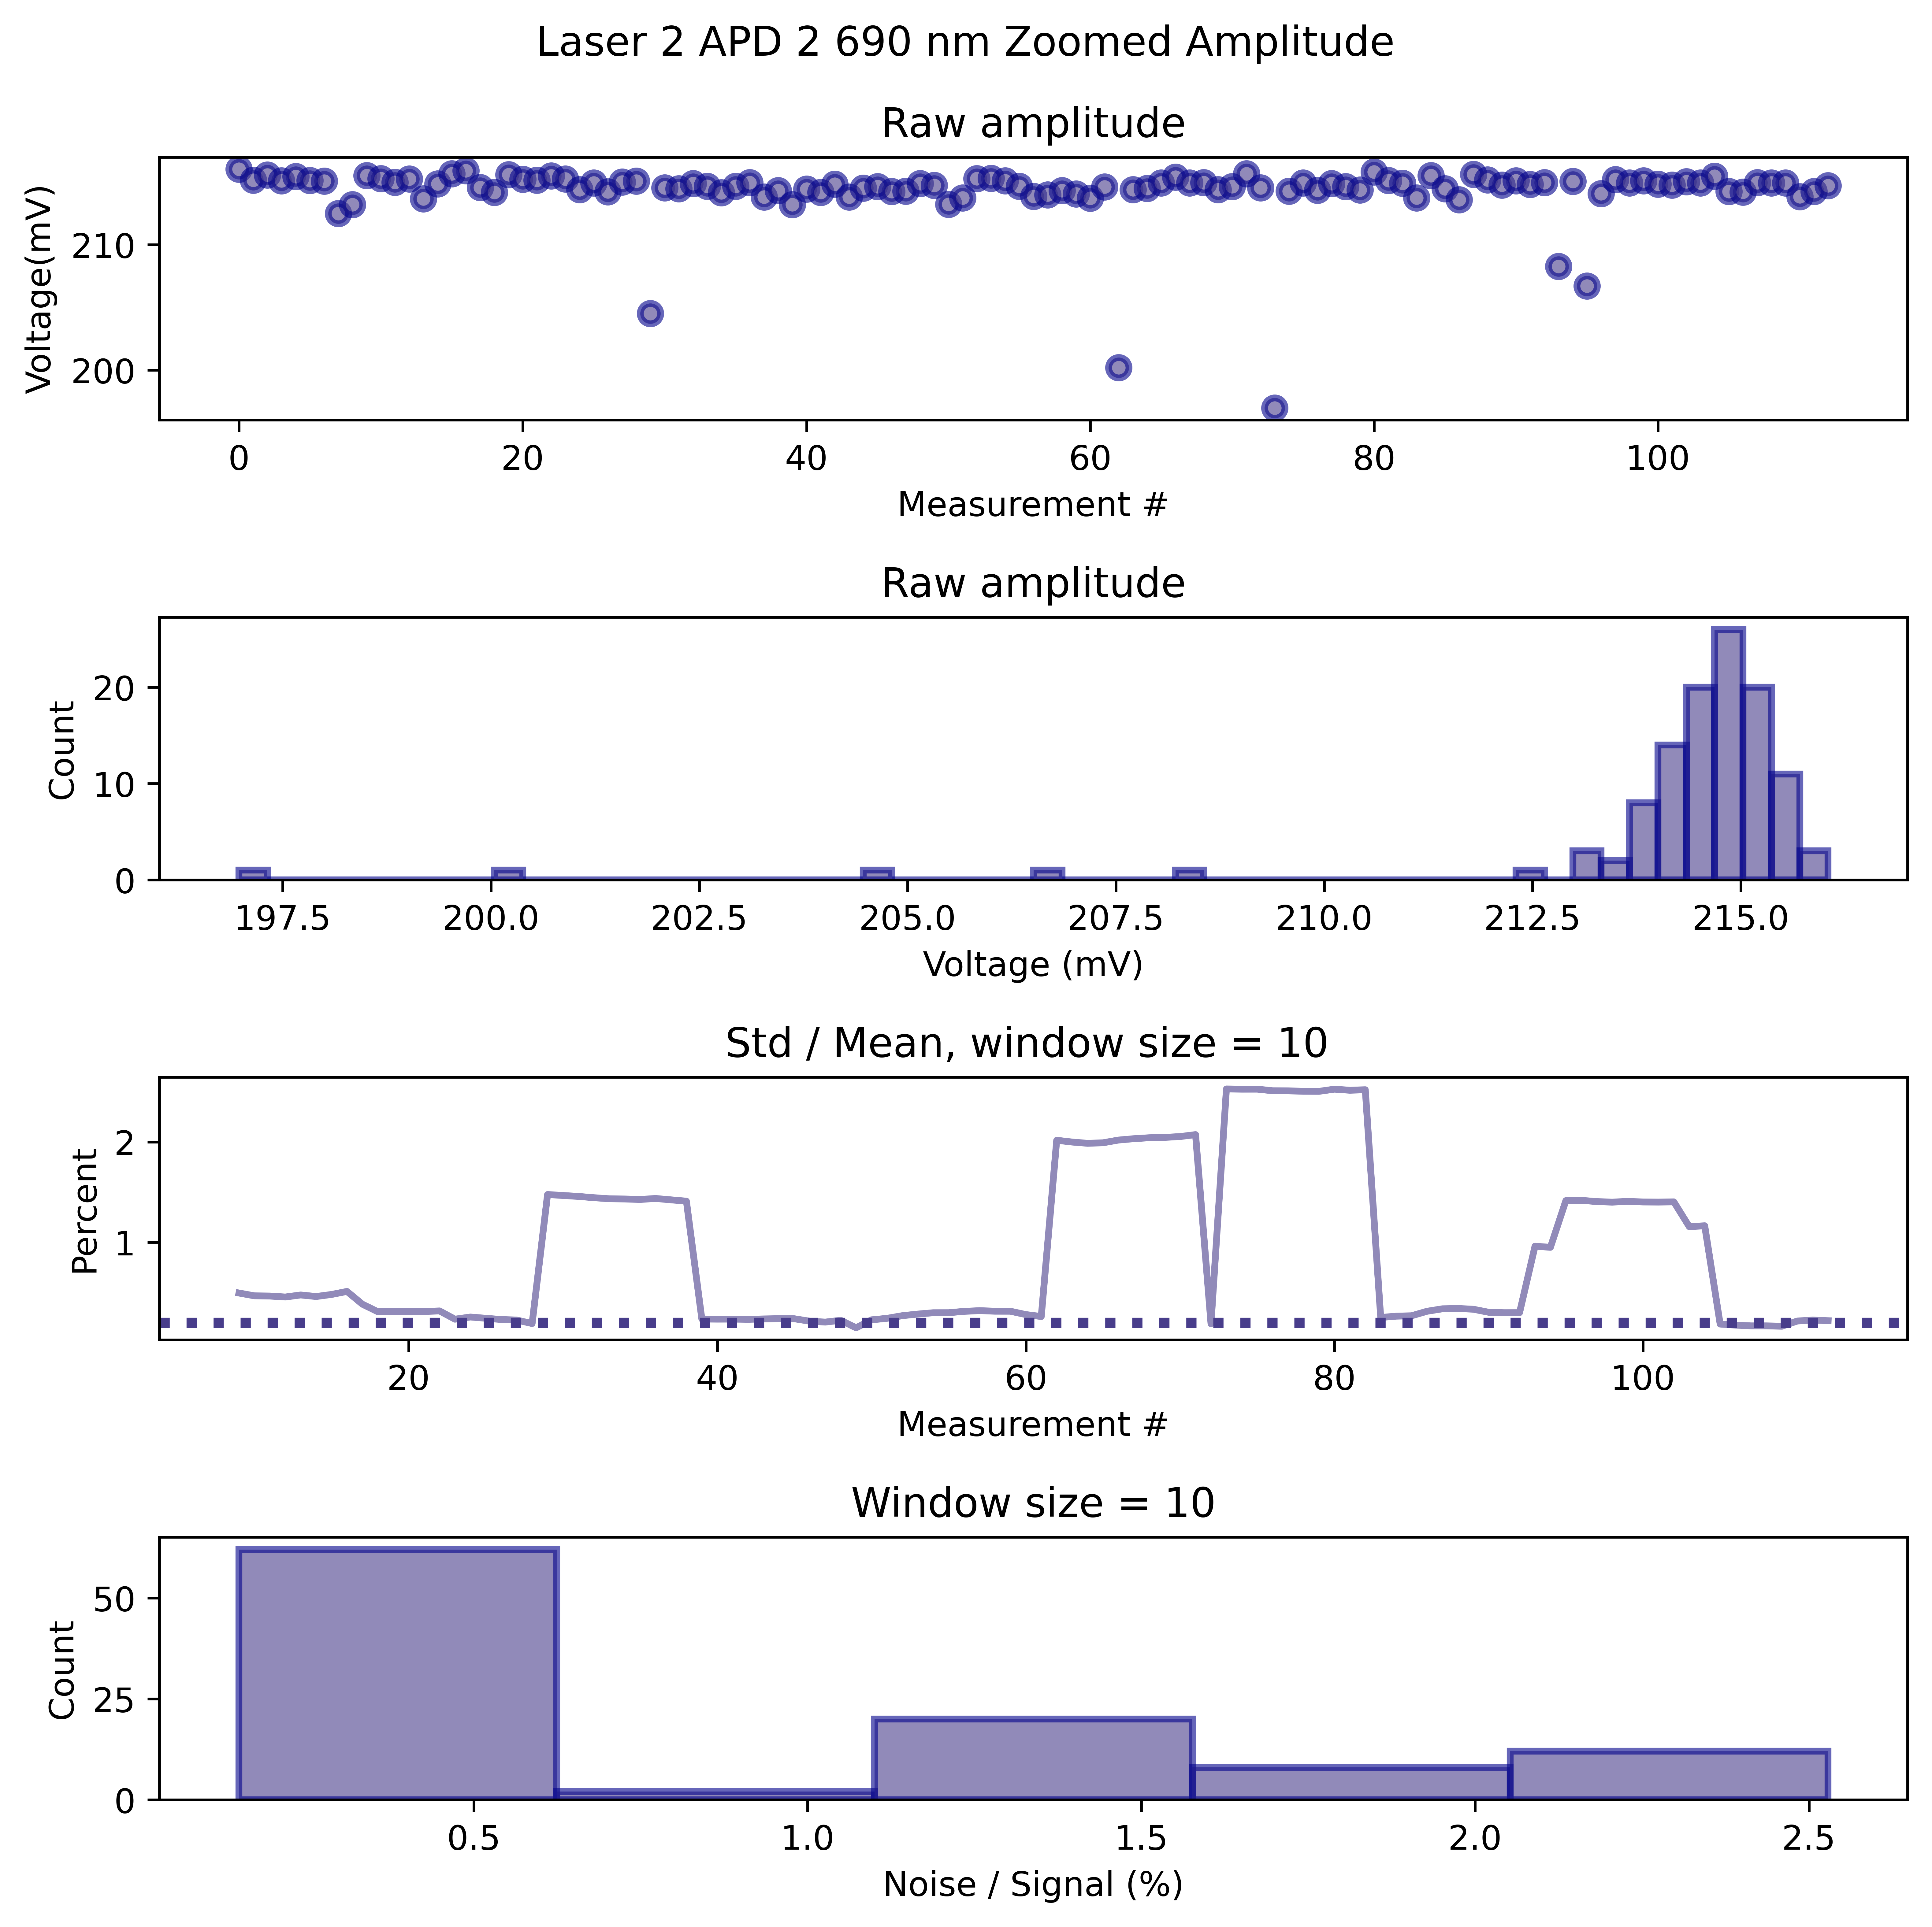 Laser 2 APD 2 690 nm Zoomed Amplitude
Raw amplitude
Voltage(mV)
210
200
0 20 40 60 80 100
Measurement #
Raw amplitude
Count
20
10
0
197.5 200.0 202.5 205.0 207.5 210.0 212.5 215.0
Voltage (mV)
Std / Mean, window size = 10
Percent
2
1
20 40 60 80 100
Measurement #
Window size = 10
Count
50
25
0
0.5 1.0 1.5 2.0 2.5
Noise / Signal (%)